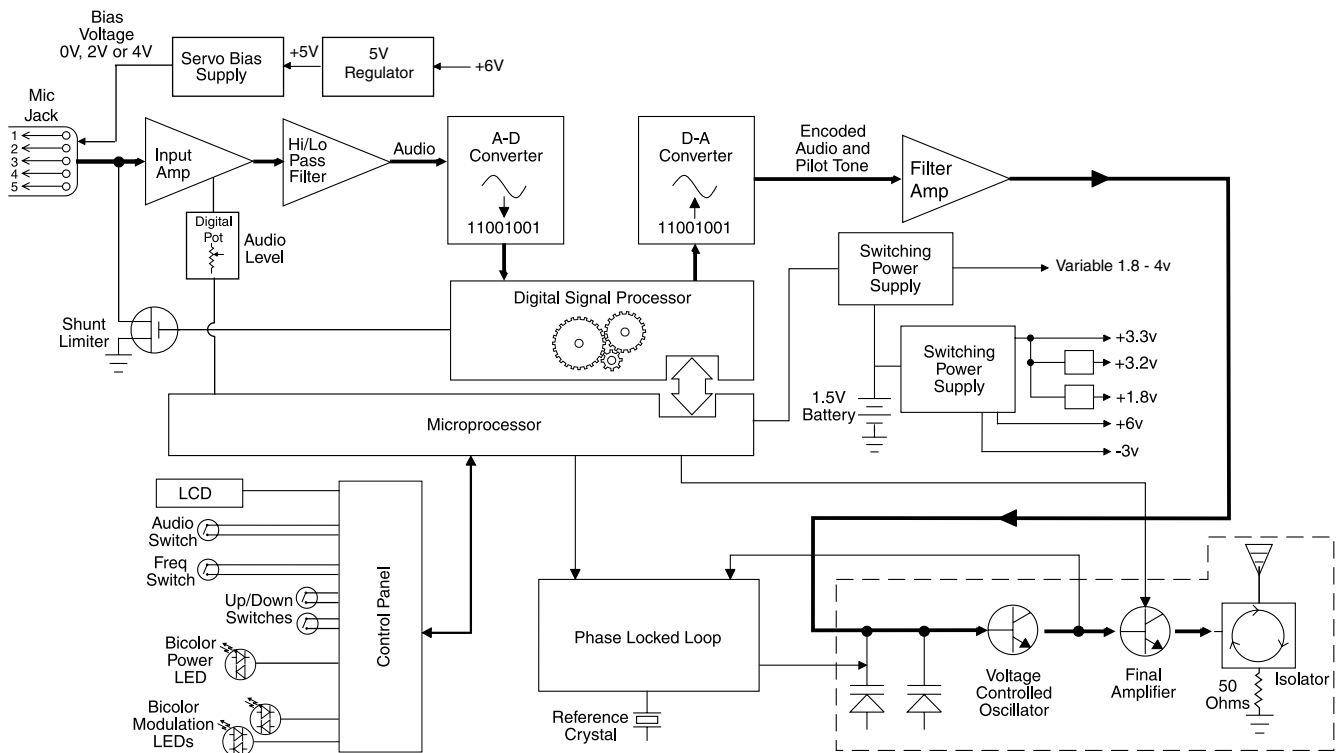 Bias
Voltage
0V, 2V or 4V
Servo Bias
Supply
+5V
5V
Regulator
+6V
Mic
Jack
1
2
3
4
5
Input
Amp
Hi/Lo
Pass
Filter
Audio
A-D
Converter
11001001
D-A
Converter
11001001
Encoded
Audio and
Pilot Tone
Filter
Amp
Digital
Pot
Audio
Level
Shunt
Limiter
Digital Signal Processor
Switching
Power
Supply
Variable 1.8 - 4v
Switching
Power
Supply
+3.3v
+3.2v
+1.8v
+6v
-3v
1.5V
Battery
Microprocessor
LCD
Audio
Switch
Freq
Switch
Up/Down
Switches
Bicolor
Power
LED
Bicolor
Modulation
LEDs
Control Panel
Phase Locked Loop
Reference
Crystal
Voltage
Controlled
Oscillator
Final
Amplifier
50
Ohms
Isolator